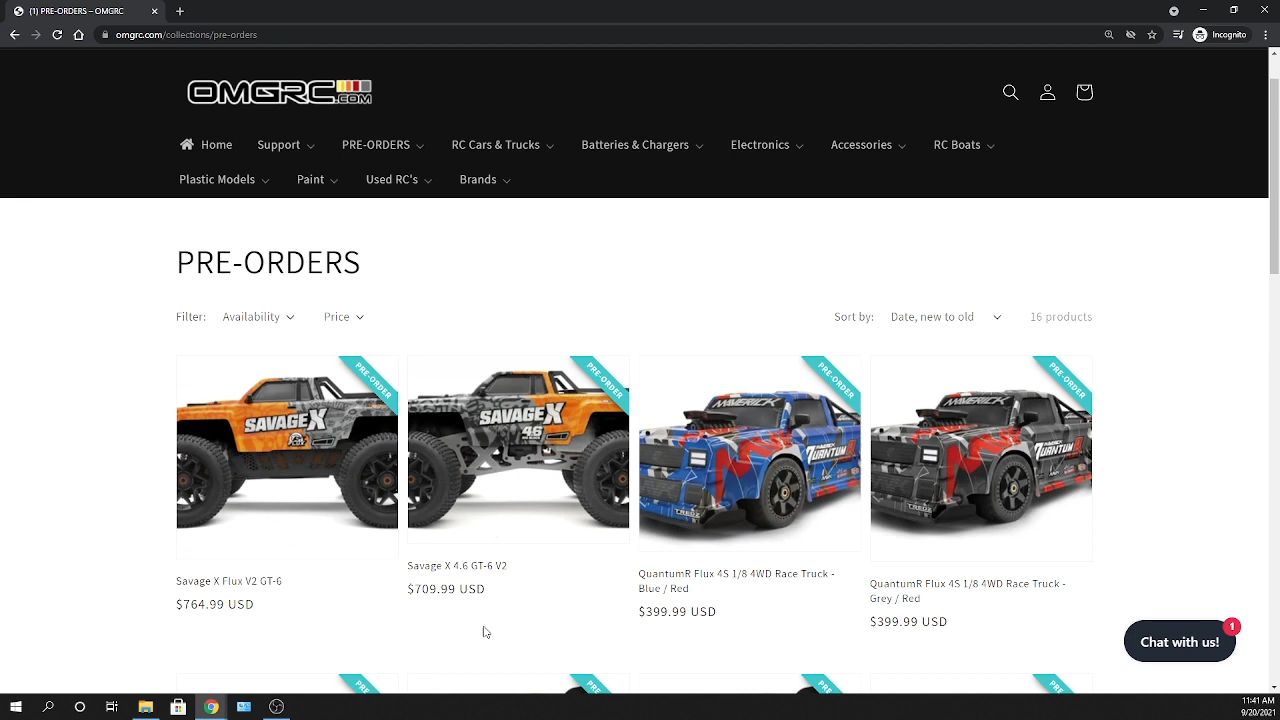 (1) PRE-ORDERS – OMGRC
omgrc.com/collections/pre-orders
Incognito
OMGRC.COM
Home Support PRE-ORDERS RC Cars & Trucks Batteries & Chargers Electronics Accessories RC Boats
Plastic Models Paint Used RC's Brands
PRE-ORDERS
Filter: Availability Price Sort by: Date, new to old 16 products
PRE-ORDER PRE-ORDER PRE-ORDER PRE-ORDER
SAVAGE X SAVAGE X MAVERICK MAVERICK
4.6 QUANTUM R QUANTUM R
TREDZ TREDZ
Savage X Flux V2 GT-6
$764.99 USD
Savage X 4.6 GT-6 V2
$709.99 USD
QuantumR Flux 4S 1/8 4WD Race Truck -
Blue / Red
$399.99 USD
QuantumR Flux 4S 1/8 4WD Race Truck -
Grey / Red
$399.99 USD
Chat with us!
1
11:41 AM
9/20/2021